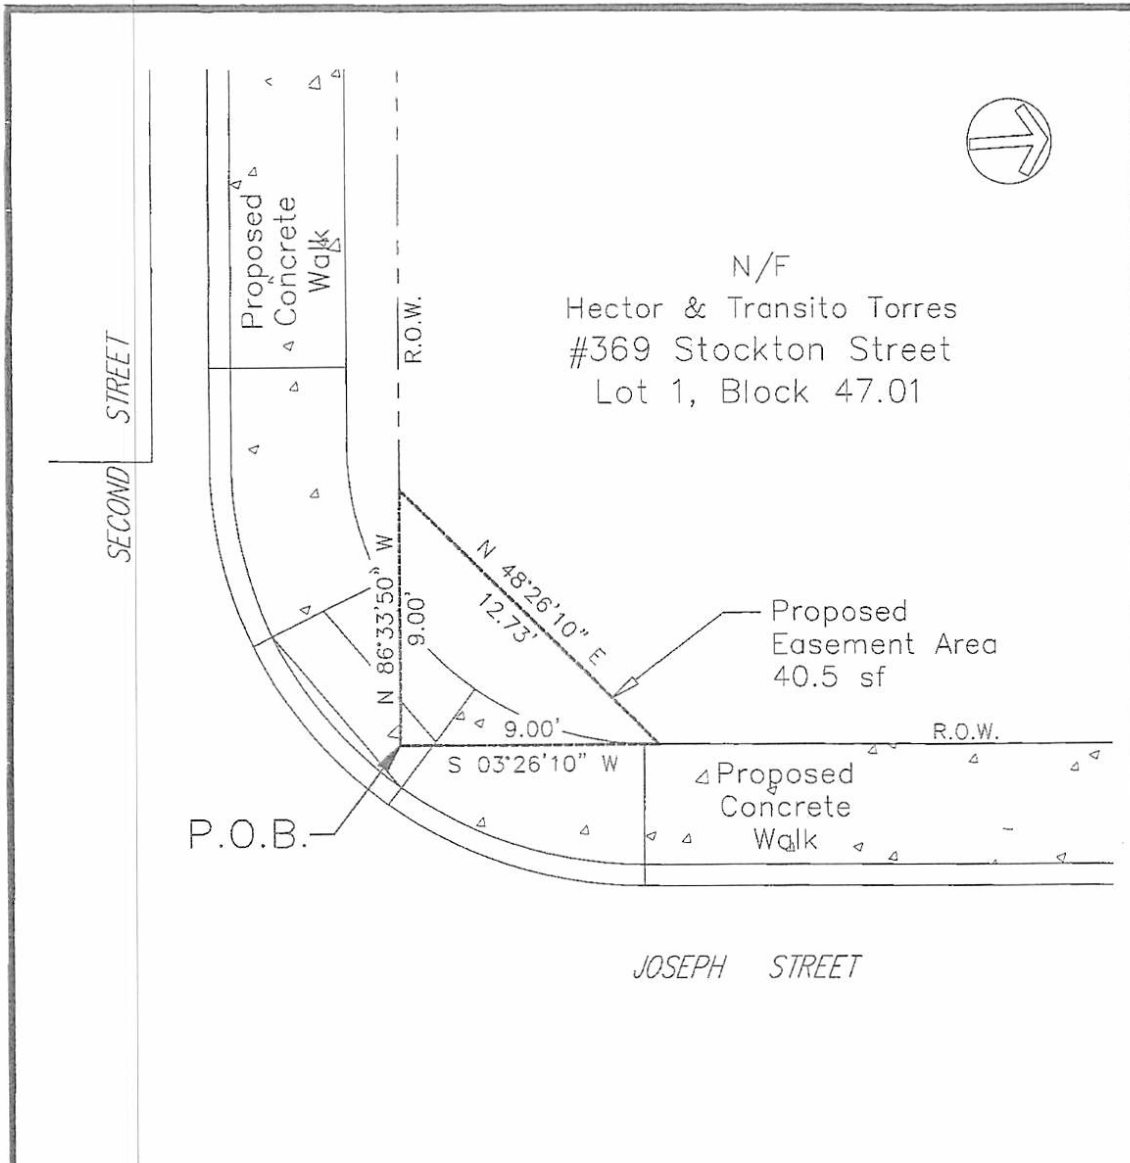 Proposed
Concrete
Walk
R.O.W.
SECOND STREET
N/F
Hector & Transito Torres
#369 Stockton Street
Lot 1, Block 47.01
N 86°33'50" W
9.00'
N 48°26'10" E
12.73'
Proposed
Easement Area
40.5 sf
9.00'
S 03°26'10" W
R.O.W.
P.O.B.
Proposed
Concrete
Walk
JOSEPH STREET